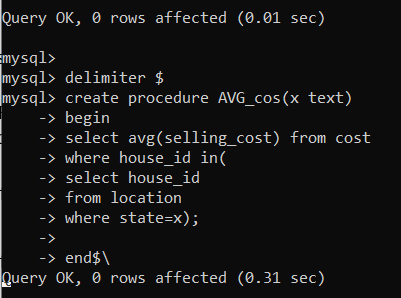 Query OK, 0 rows affected (0.01 sec)
mysql>
mysql> delimiter $
mysql> create procedure AVG_cos(x text)
-> begin
-> select avg(selling_cost) from cost
-> where house_id in(
-> select house_id
-> from location
-> where state=x);
->
-> end$\
Query OK, 0 rows affected (0.31 sec)